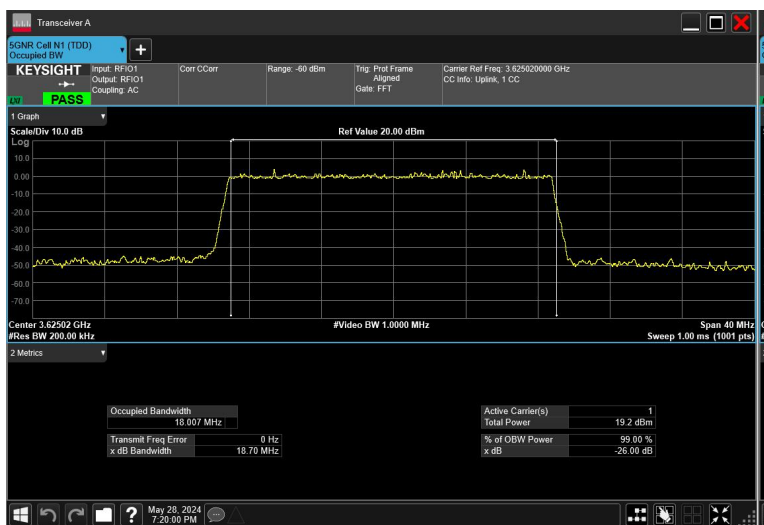 Transceiver A
5GNR Cell N1 (TDD)
Occupied BW
KEYSIGHT
Input: RFIO1
Output: RFIO1
Coupling: AC
Corr CCorr
Range: -60 dBm
Trig: Prot Frame
Aligned
Gate: FFT
Carrier Ref Freq: 3.625020000 GHz
CC Info: Uplink, 1 CC
LXI
PASS
1 Graph
Scale/Div 10.0 dB
Ref Value 20.00 dBm
Log
10.0
0.00
-10.0
-20.0
-30.0
-40.0
-50.0
-60.0
-70.0
Center 3.62502 GHz
#Video BW 1.0000 MHz
Span 40 MHz
#Res BW 200.00 kHz
Sweep 1.00 ms (1001 pts)
2 Metrics
Occupied Bandwidth
18.007 MHz
Active Carrier(s) 1
Total Power 19.2 dBm
Transmit Freq Error 0 Hz
x dB Bandwidth 18.70 MHz
% of OBW Power 99.00 %
x dB -26.00 dB
May 28, 2024
7:20:00 PM